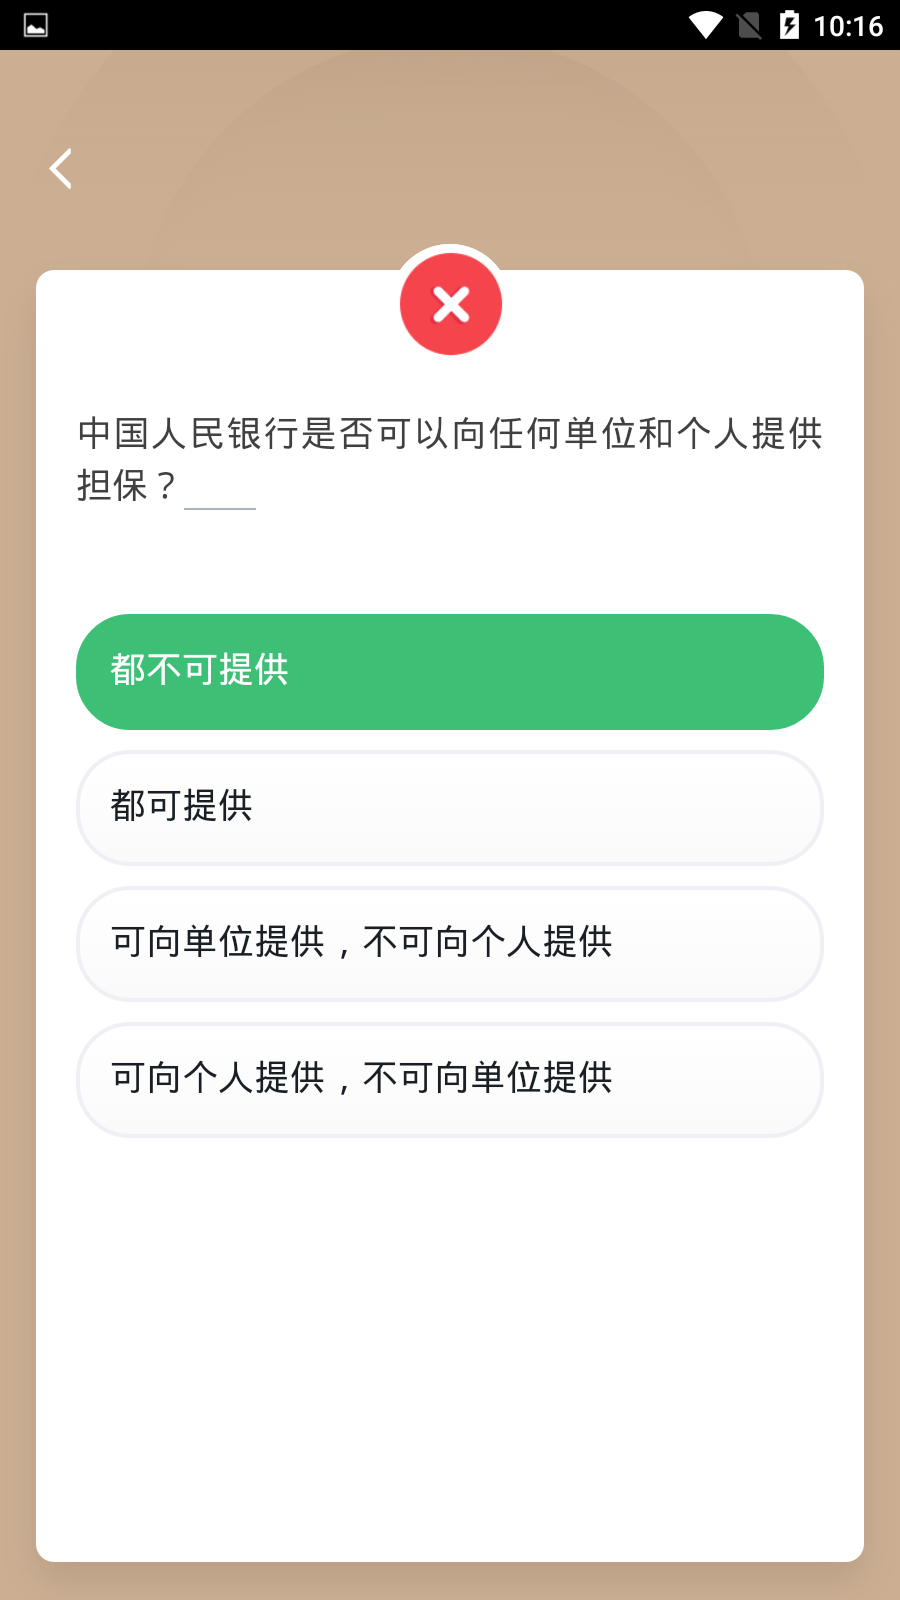 10:16
中国人民银行是否可以向任何单位和个人提供
担保？____
都不可提供
都可提供
可向单位提供，不可向个人提供
可向个人提供，不可向单位提供